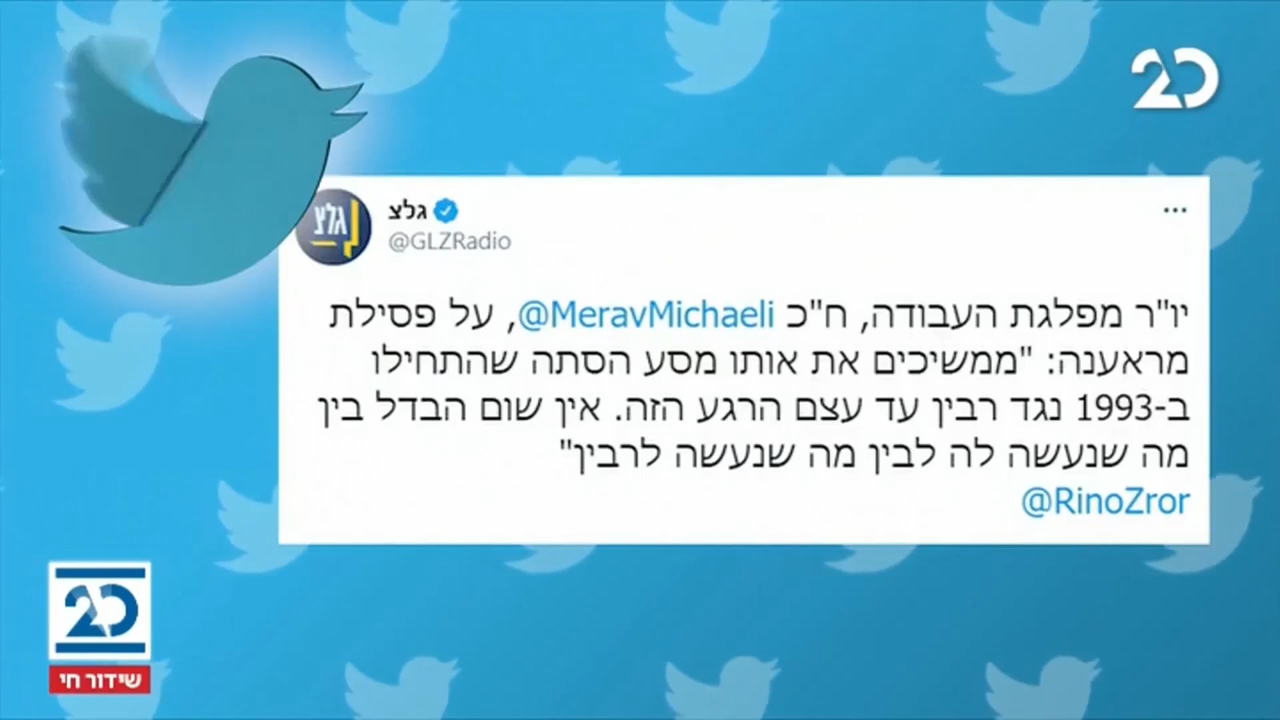 20
גלצ
@GLZRadio
יו"ר מפלגת העבודה, ח"כ @MeravMichaeli, על פסילת
מראענה: "ממשיכים את אותו מסע הסתה שהתחילו
ב-1993 נגד רבין עד עצם הרגע הזה. אין שום הבדל בין
מה שנעשה לה לבין מה שנעשה לרבין"
@RinoZror
20
שידור חי